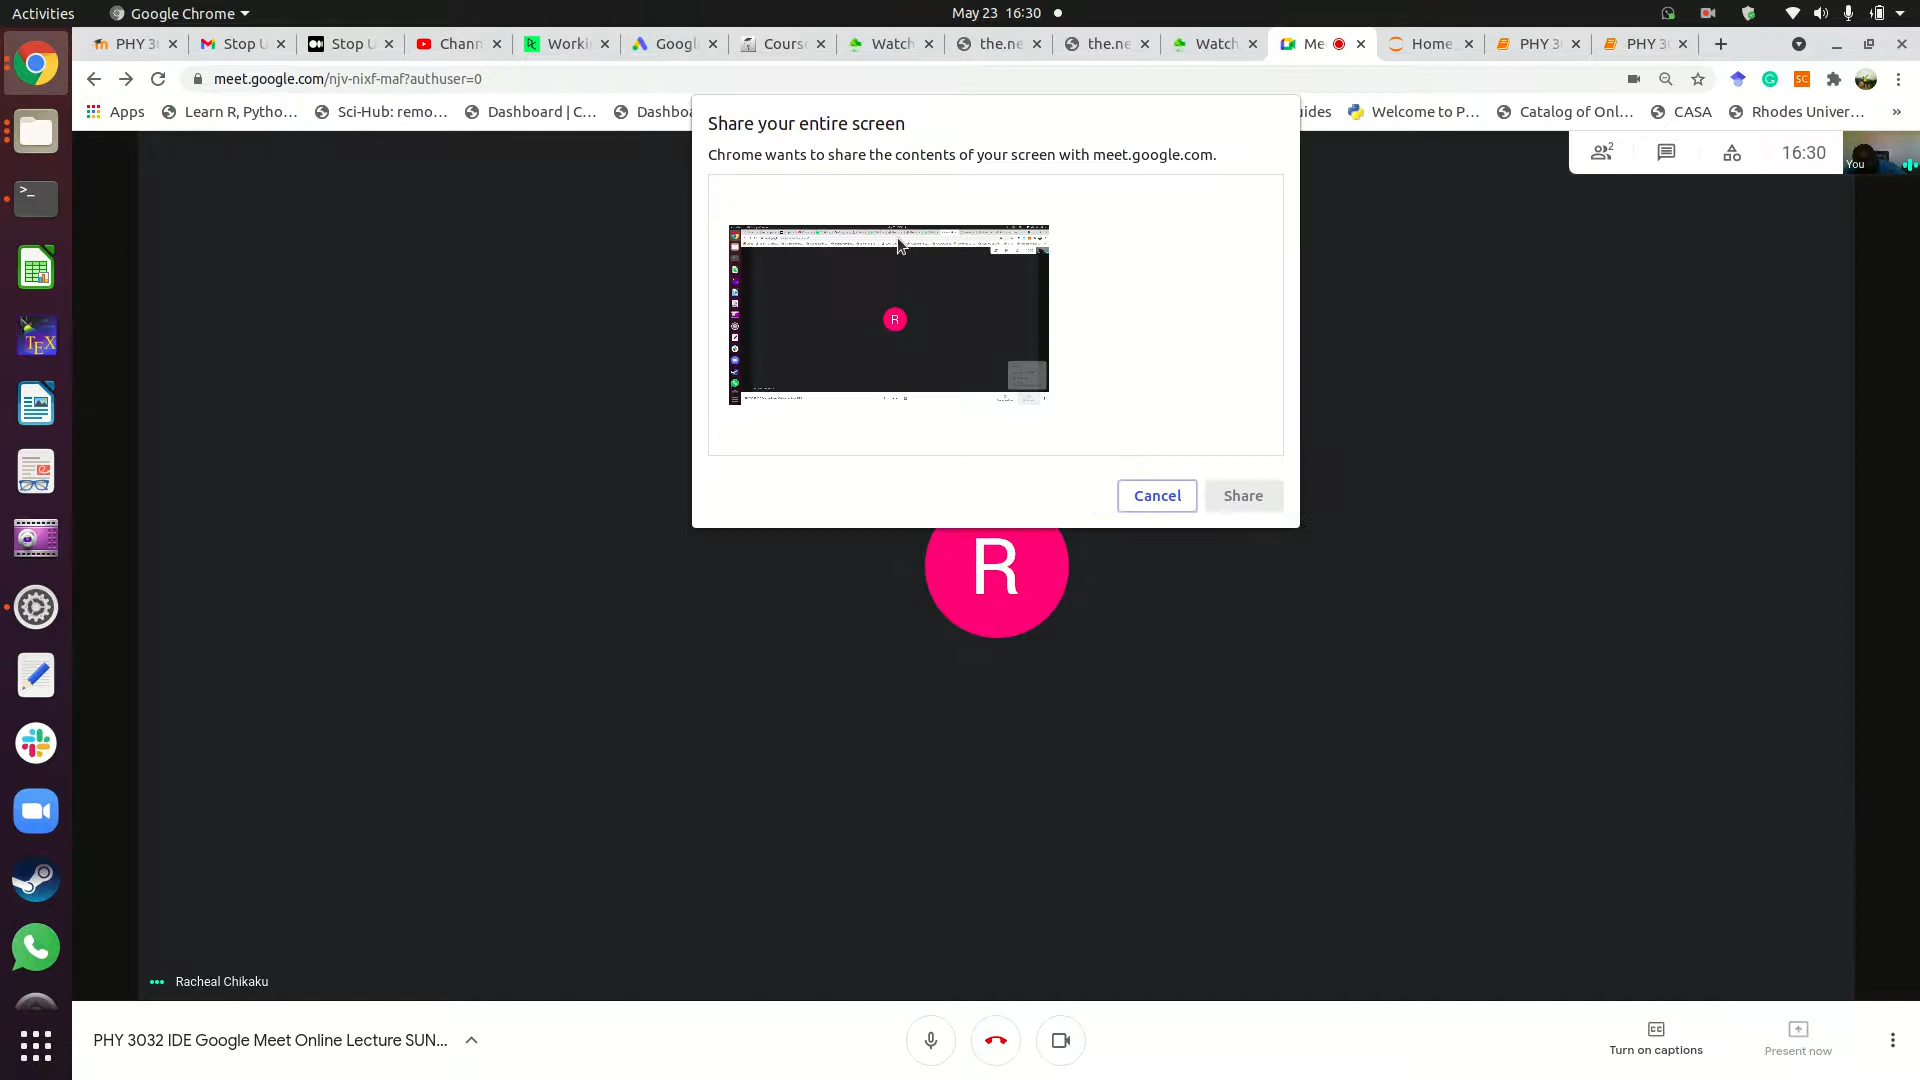 Activities Google Chrome May 23 16:30
PHY 3 Stop U Stop U Chann Worki Googl Cours Watch the.ne the.ne Watch Me Home PHY 3 PHY 3
meet.google.com/njv-nixf-maf?authuser=0
Apps Learn R, Pytho… Sci-Hub: remo… Dashboard | C… Dashbo uides Welcome to P… Catalog of Onl… CASA Rhodes Univer… »
Share your entire screen
Chrome wants to share the contents of your screen with meet.google.com.
2 16:30 You
R
Cancel Share
R
Racheal Chikaku
PHY 3032 IDE Google Meet Online Lecture SUN...
Turn on captions
Present now